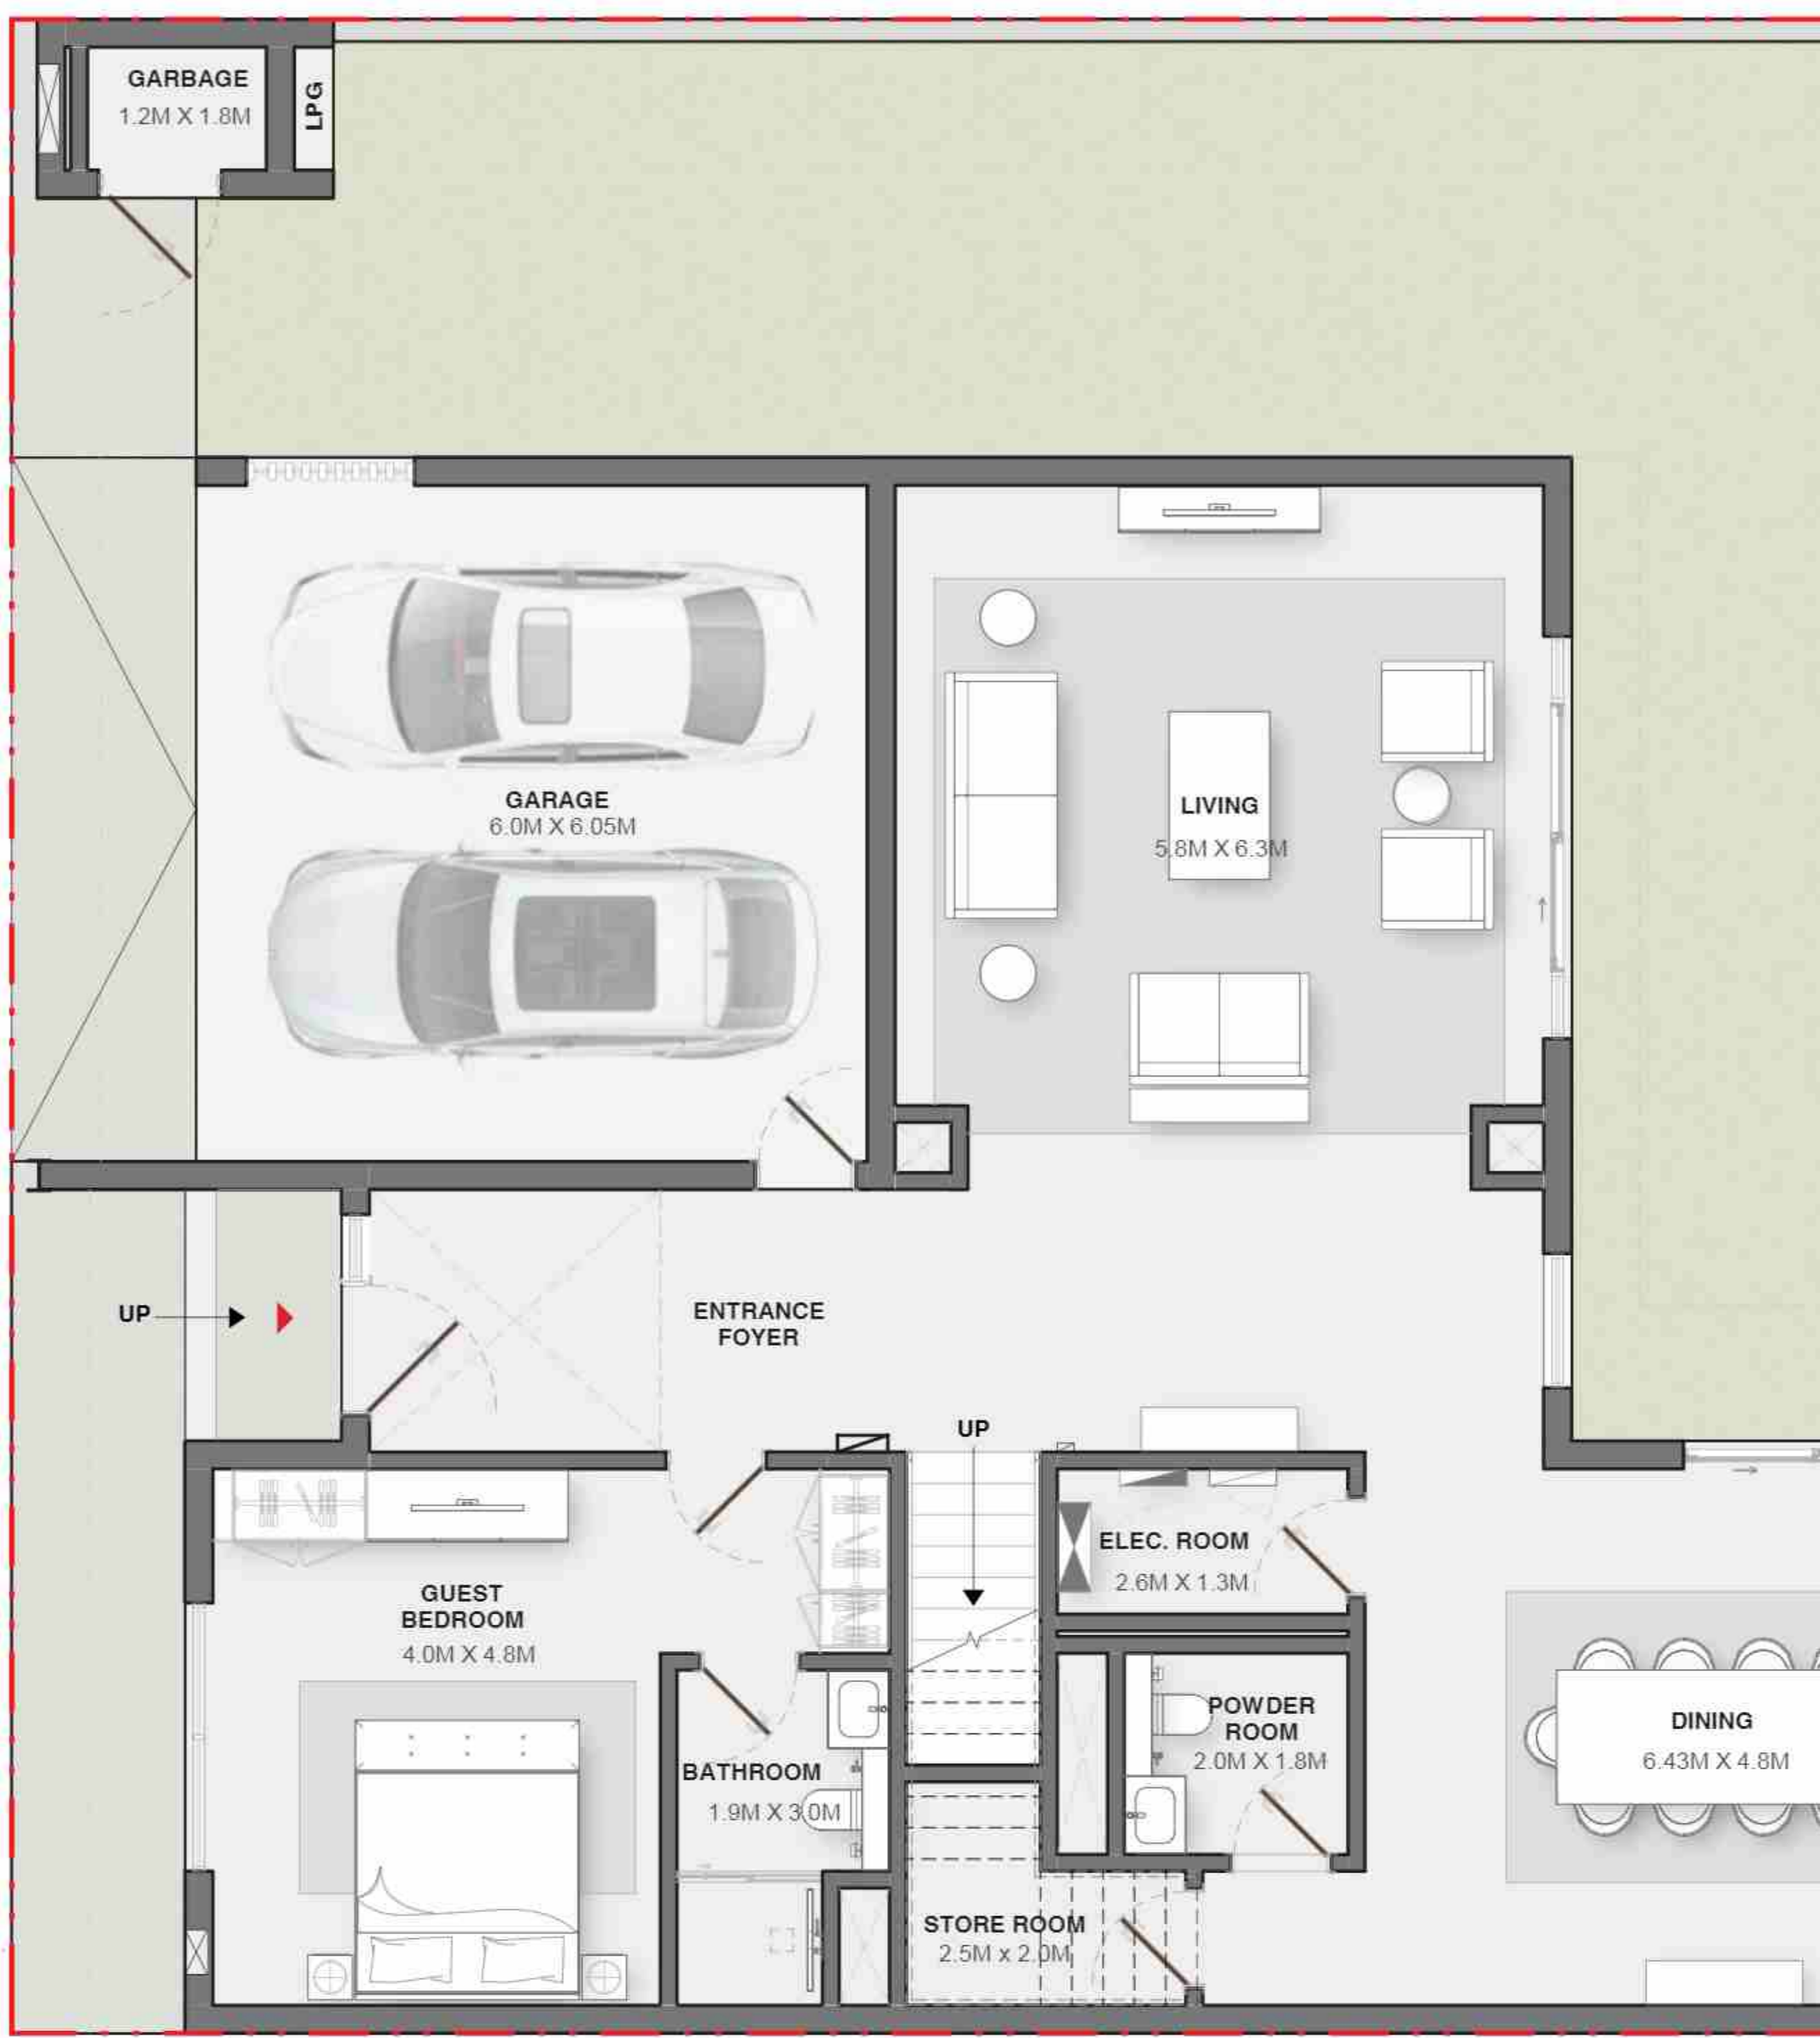 GARBAGE
1.2M X 1.8M
LPG
GARAGE
6.0M X 6.05M
LIVING
5.8M X 6.3M
UP
ENTRANCE
FOYER
UP
ELEC. ROOM
2.6M X 1.3M
GUEST
BEDROOM
4.0M X 4.8M
POWDER
ROOM
2.0M X 1.8M
DINING
6.43M X 4.8M
BATHROOM
1.9M X 3.0M
STORE ROOM
2.5M x 2.0M